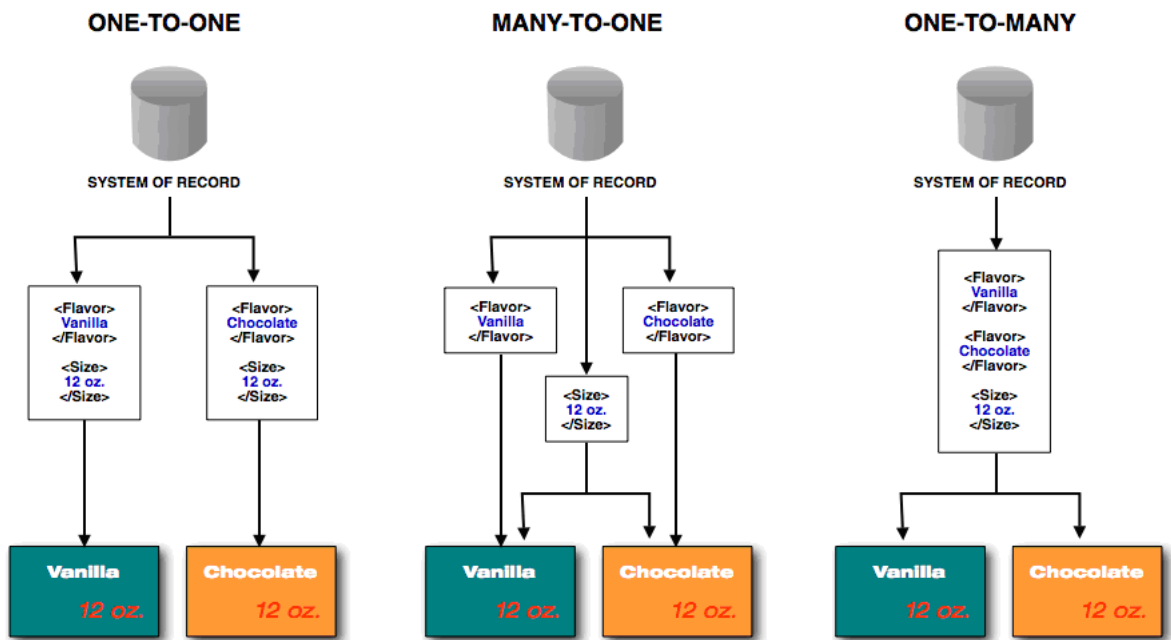 ONE-TO-ONE
SYSTEM OF RECORD
<Flavor>
Vanilla
</Flavor>
<Size>
12 oz.
</Size>
<Flavor>
Chocolate
</Flavor>
<Size>
12 oz.
</Size>
Vanilla
12 oz.
Chocolate
12 oz.
MANY-TO-ONE
SYSTEM OF RECORD
<Flavor>
Vanilla
</Flavor>
<Flavor>
Chocolate
</Flavor>
<Size>
12 oz.
</Size>
Vanilla
12 oz.
Chocolate
12 oz.
ONE-TO-MANY
SYSTEM OF RECORD
<Flavor>
Vanilla
</Flavor>
<Flavor>
Chocolate
</Flavor>
<Size>
12 oz.
</Size>
Vanilla
12 oz.
Chocolate
12 oz.